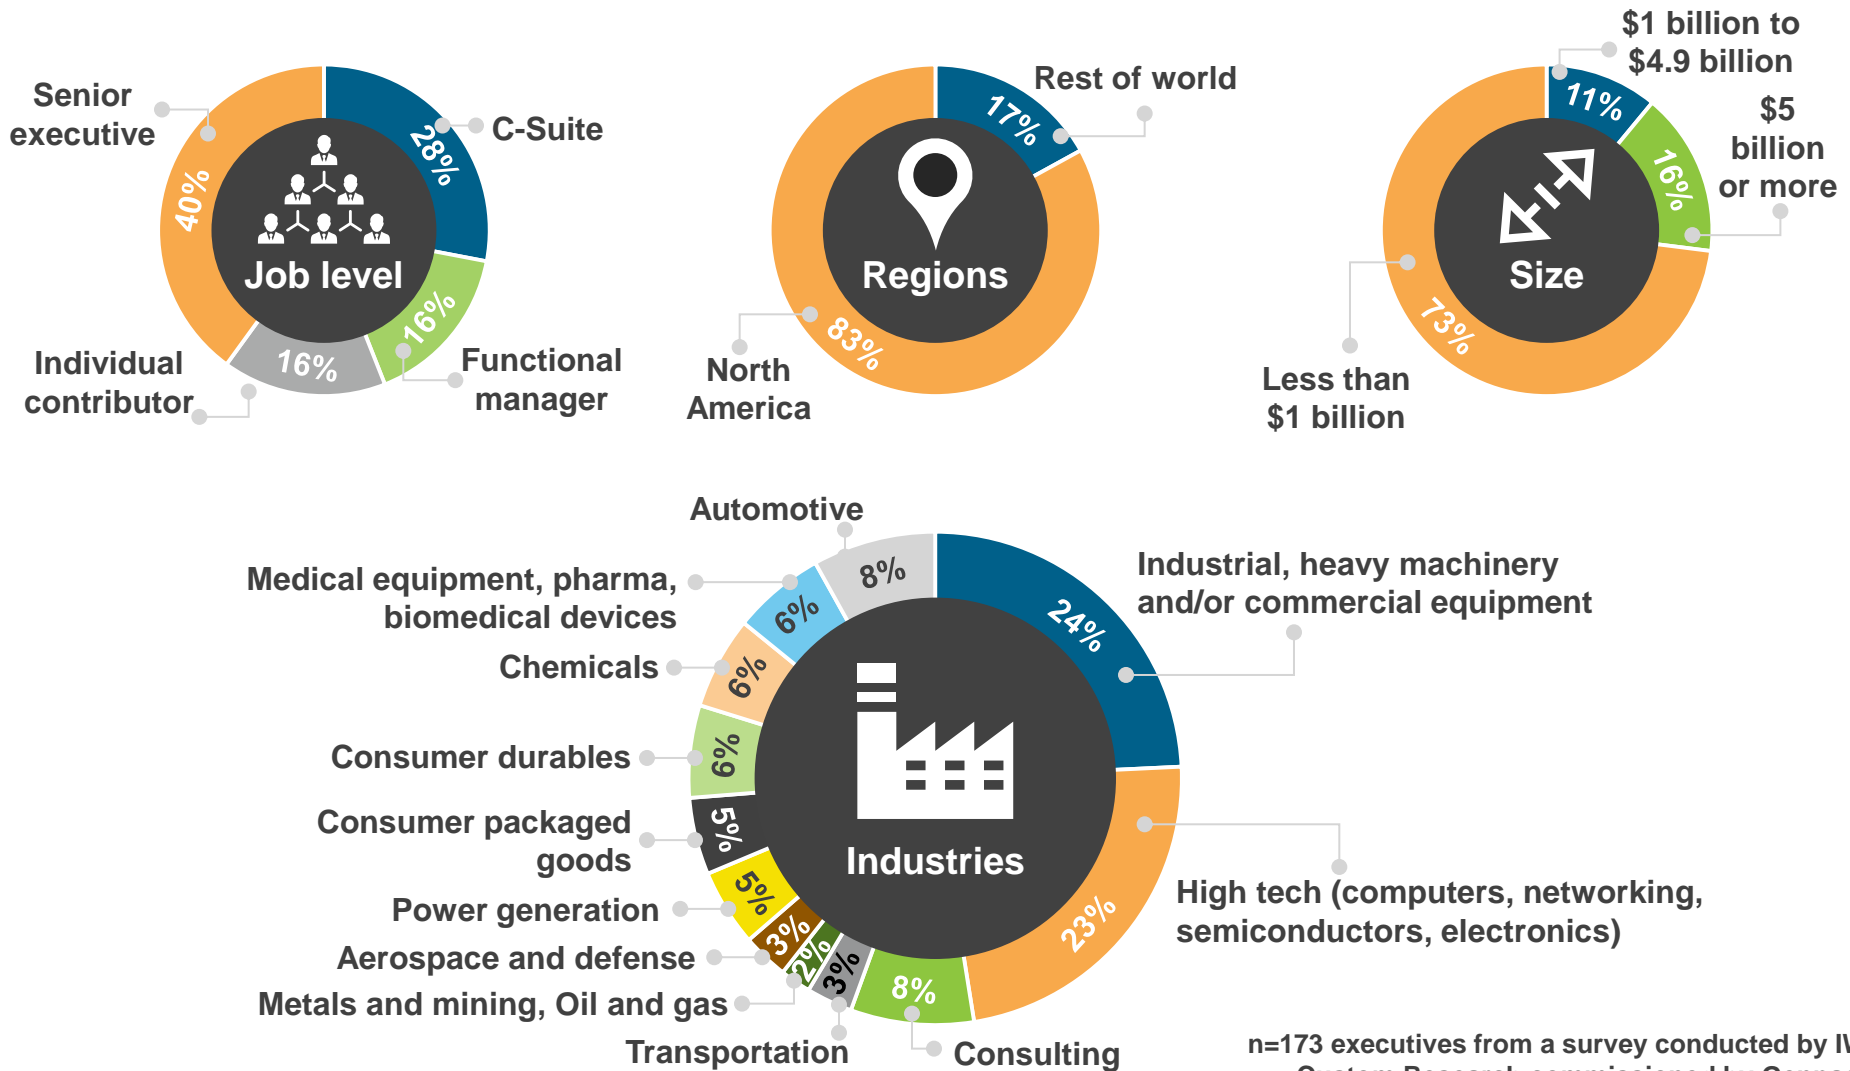 Senior
executive
40%
28%
C-Suite
Job level
Individual
contributor
16%
16%
Functional
manager
Rest of world
17%
Regions
83%
North
America
$1 billion to
$4.9 billion
11%
$5
billion
or more
16%
Size
73%
Less than
$1 billion
Automotive
8%
Medical equipment, pharma,
biomedical devices
6%
Chemicals
6%
Consumer durables
6%
Consumer packaged
goods
5%
Power generation
5%
Aerospace and defense
3%
Metals and mining, Oil and gas
2%
Transportation
3%
Consulting
8%
Industries
Industrial, heavy machinery
and/or commercial equipment
24%
High tech (computers, networking,
semiconductors, electronics)
23%
n=173 executives from a survey conducted by